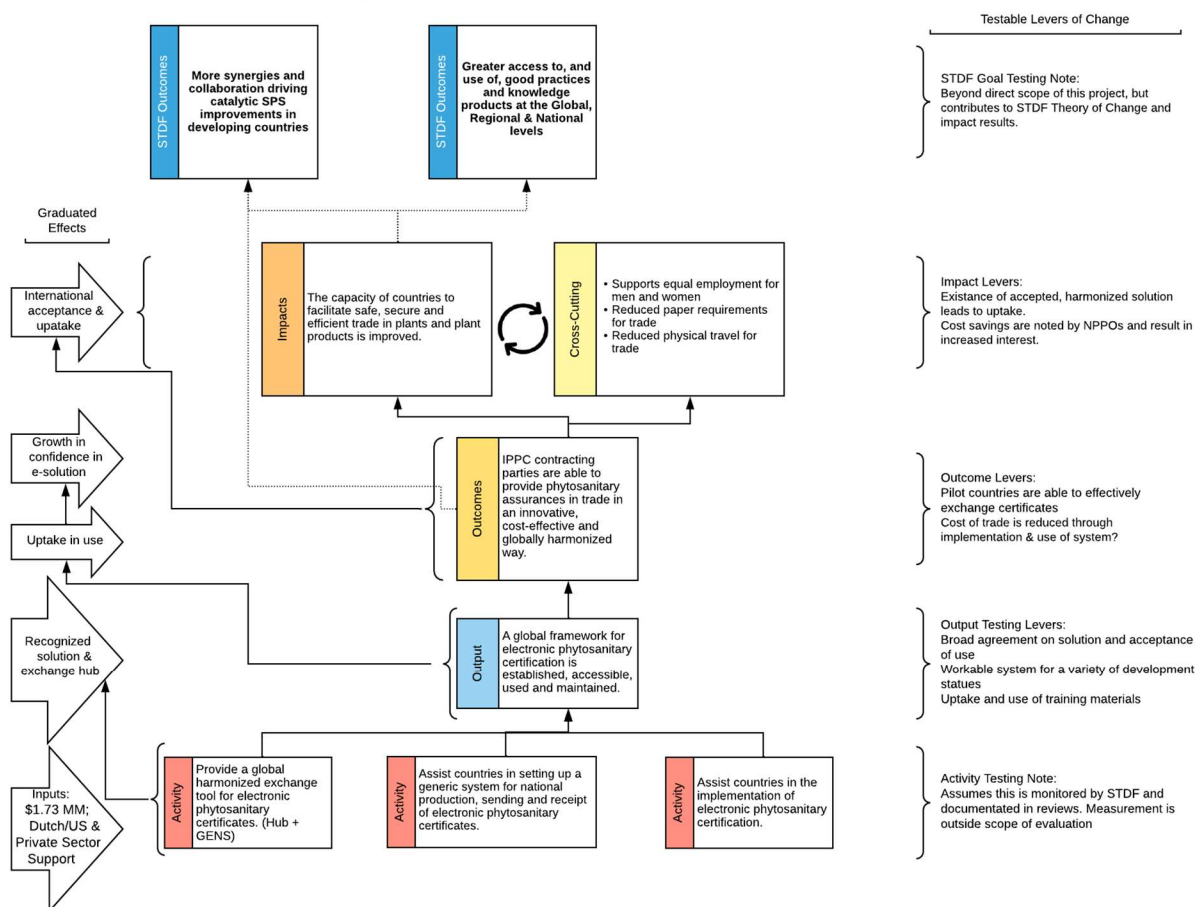 Testable Levers of Change
STDF Outcomes
More synergies and
collaboration driving
catalytic SPS
improvements in
developing countries
STDF Outcomes
Greater access to, and
use of, good practices
and knowledge
products at the Global,
Regional & National
levels
STDF Goal Testing Note:
Beyond direct scope of this project, but
contributes to STDF Theory of Change and
impact results.
Graduated
Effects
International
acceptance &
upatake
Impacts
The capacity of countries to
facilitate safe, secure and
efficient trade in plants and plant
products is improved.
Cross-Cutting
• Supports equal employment for
men and women
• Reduced paper requirements
for trade
• Reduced physical travel for
trade
Impact Levers:
Existance of accepted, harmonized solution
leads to uptake.
Cost savings are noted by NPPOs and result in
increased interest.
Growth in
confidence in
e-solution
Uptake in use
Outcomes
IPPC contracting
parties are able to
provide phytosanitary
assurances in trade in
an innovative,
cost-effective and
globally harmonized
way.
Outcome Levers:
Pilot countries are able to effectively
exchange certificates
Cost of trade is reduced through
implementation & use of system?
Recognized
solution &
exchange hub
Output
A global framework for
electronic phytosanitary
certification is
established, accessible,
used and maintained.
Output Testing Levers:
Broad agreement on solution and acceptance
of use
Workable system for a variety of development
statues
Uptake and use of training materials
Inputs:
$1.73 MM;
Dutch/US &
Private Sector
Support
Activity
Provide a global
harmonized exchange
tool for electronic
phytosanitary
certificates. (Hub +
GENS)
Activity
Assist countries in setting up a
generic system for national
production, sending and receipt
of electronic phytosanitary
certificates.
Activity
Assist countries in the
implementation of
electronic phytosanitary
certification.
Activity Testing Note:
Assumes this is monitored by STDF and
documented in reviews. Measurement is
outside scope of evaluation